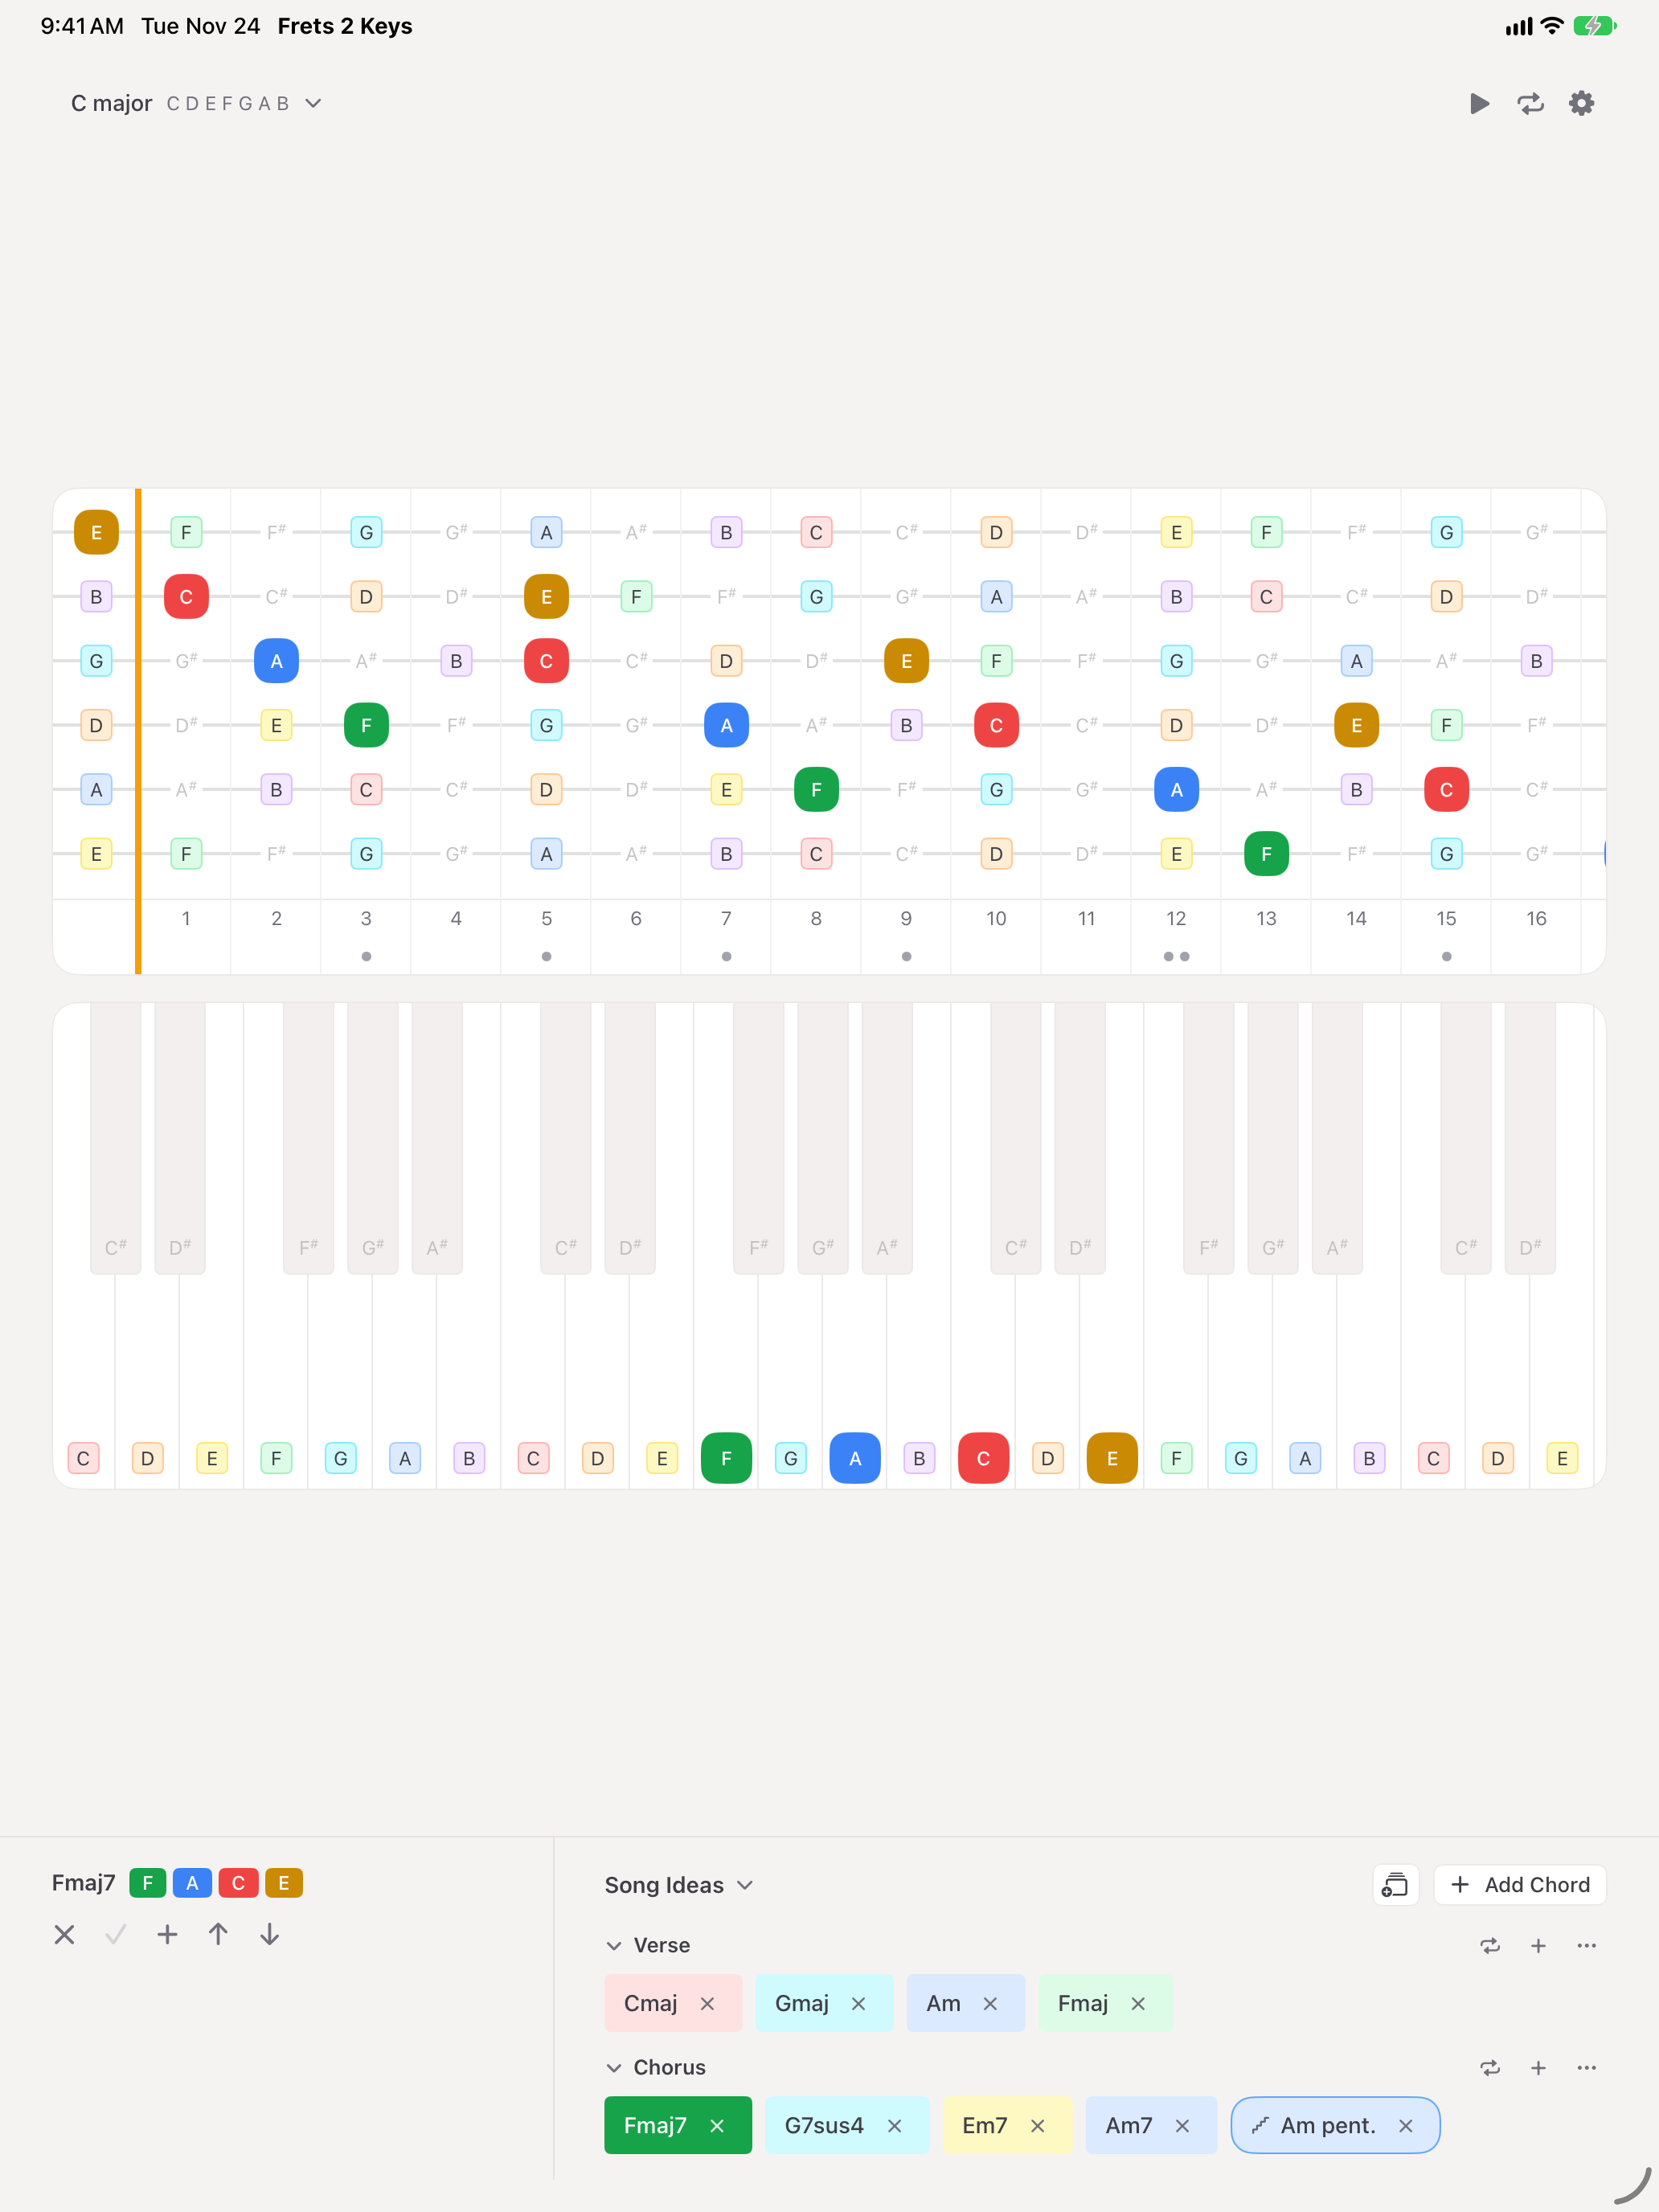 9:41 AM Tue Nov 24 Frets 2 Keys
C major C D E F G A B
E F F# G G# A A# B C C# D D# E F F# G G#
B C C# D D# E F F# G G# A A# B C C# D D#
G G# A A# B C C# D D# E F F# G G# A A# B
D D# E F F# G G# A A# B C C# D D# E F F#
A A# B C C# D D# E F F# G G# A A# B C C#
E F F# G G# A A# B C C# D D# E F F# G G#
1 2 3 4 5 6 7 8 9 10 11 12 13 14 15 16
C# D# F# G# A# C# D# F# G# A# C# D# F# G# A# C# D#
C D E F G A B C D E F G A B C D E F G A B C D E
Fmaj7 F A C E
Song Ideas
Add Chord
Verse
Cmaj Gmaj Am Fmaj
Chorus
Fmaj7 G7sus4 Em7 Am7 Am pent.